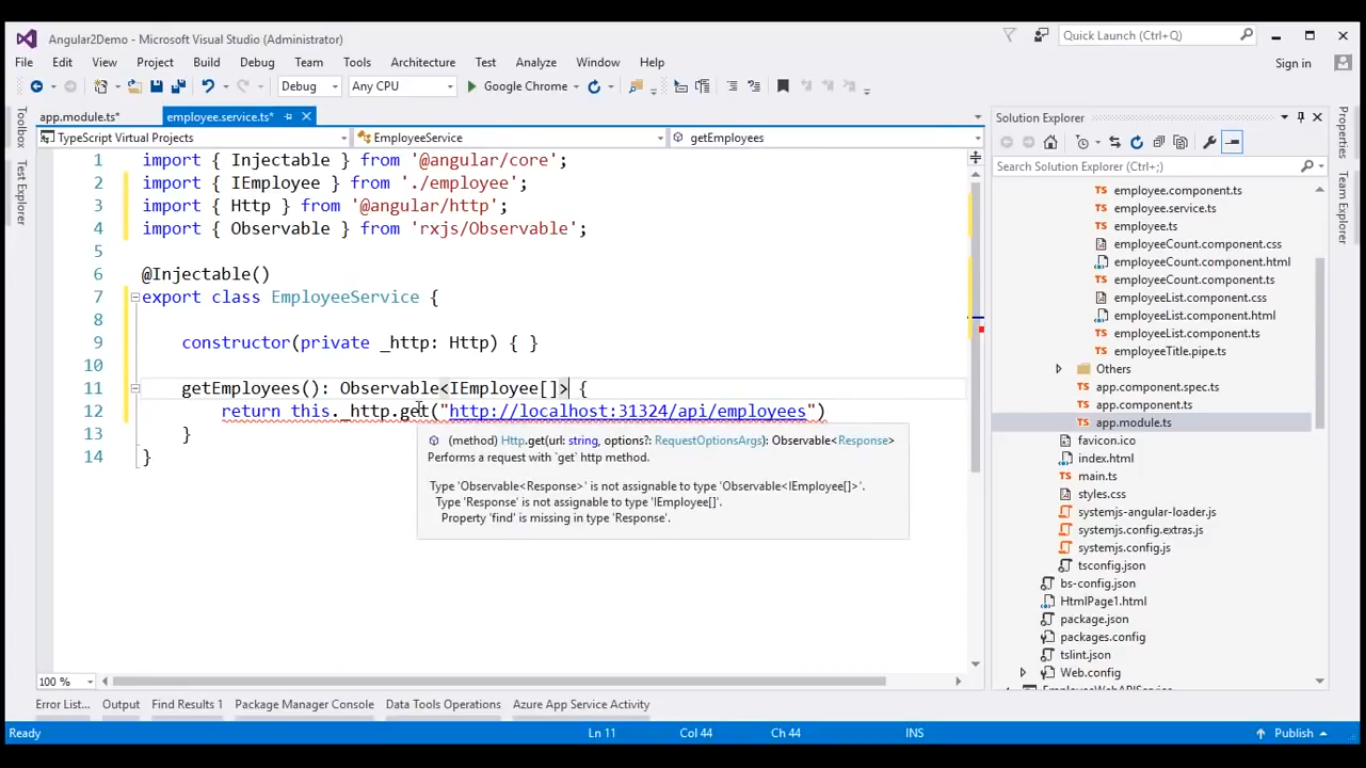 Angular2Demo - Microsoft Visual Studio (Administrator)
Quick Launch (Ctrl+Q)
File Edit View Project Build Debug Team Tools Architecture Test Analyze Window Help
Sign in
Debug Any CPU Google Chrome
Toolbox
Test Explorer
app.module.ts* employee.service.ts*
TypeScript Virtual Projects EmployeeService getEmployees
1 import { Injectable } from '@angular/core';
2 import { IEmployee } from './employee';
3 import { Http } from '@angular/http';
4 import { Observable } from 'rxjs/Observable';
5
6 @Injectable()
7 export class EmployeeService {
8
9 constructor(private _http: Http) { }
10
11 getEmployees(): Observable<IEmployee[]> {
12 return this._http.get("http://localhost:31324/api/employees")
13 }
14 }
(method) Http.get(url: string, options?: RequestOptionsArgs): Observable<Response>
Performs a request with `get` http method.
Type 'Observable<Response>' is not assignable to type 'Observable<IEmployee[]>'.
Type 'Response' is not assignable to type 'IEmployee[]'.
Property 'find' is missing in type 'Response'.
100 %
Solution Explorer
Search Solution Explorer (Ctrl+;)
TS employee.component.ts
TS employee.service.ts
TS employee.ts
employeeCount.component.css
employeeCount.component.html
TS employeeCount.component.ts
employeeList.component.css
employeeList.component.html
TS employeeList.component.ts
TS employeeTitle.pipe.ts
Others
TS app.component.spec.ts
TS app.component.ts
TS app.module.ts
favicon.ico
index.html
TS main.ts
styles.css
systemjs-angular-loader.js
systemjs.config.extras.js
systemjs.config.js
tsconfig.json
bs-config.json
HtmlPage1.html
package.json
packages.config
tslint.json
Web.config
EmployeeWebAPIService
Properties
Team Explorer
Error List... Output Find Results 1 Package Manager Console Data Tools Operations Azure App Service Activity
Ready Ln 11 Col 44 Ch 44 INS Publish